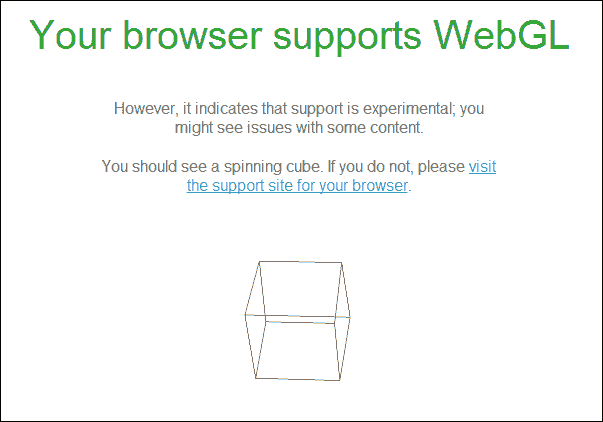 Your browser supports WebGL
However, it indicates that support is experimental; you
might see issues with some content.
You should see a spinning cube. If you do not, please visit
the support site for your browser.